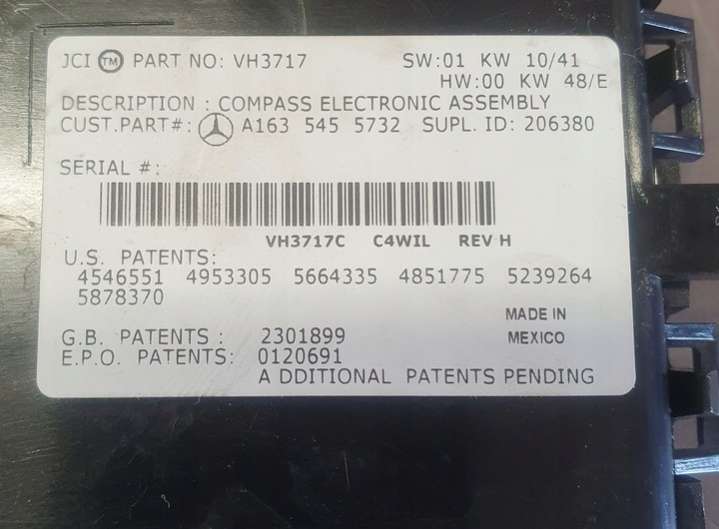 JCI TM PART NO: VH3717 SW:01 KW 10/41
HW:00 KW 48/E
DESCRIPTION : COMPASS ELECTRONIC ASSEMBLY
CUST.PART#: A163 545 5732 SUPL. ID: 206380
SERIAL #:
VH3717C C4WIL REV H
U.S. PATENTS:
4546551 4953305 5664335 4851775 5239264
5878370
MADE IN
MEXICO
G.B. PATENTS : 2301899
E.P.O. PATENTS: 0120691
A DDITIONAL PATENTS PENDING